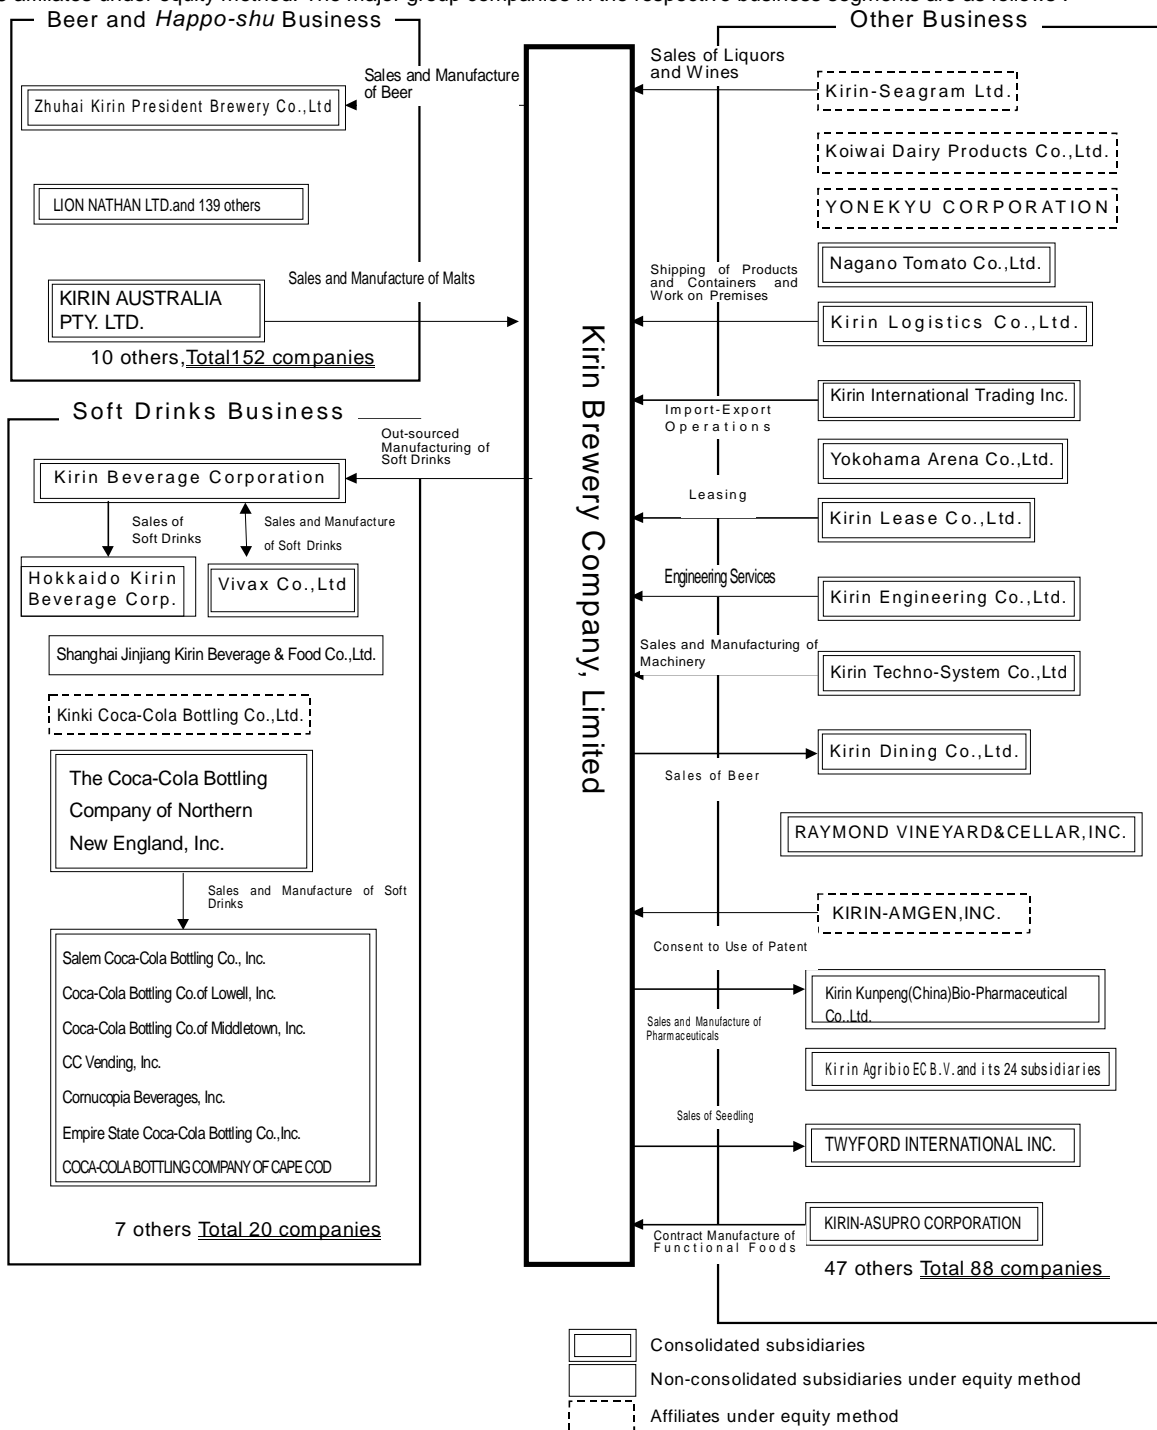 affiliates under equity method. The major group companies in the respective business segments are as follows .
Beer and Happo-shu Business
Sales and Manufacture
of Beer
Zhuhai Kirin President Brewery Co.,Ltd
LION NATHAN LTD.and 139 others
Sales and Manufacture of Malts
KIRIN AUSTRALIA
PTY. LTD.
10 others,Total152 companies
Soft Drinks Business
Out-sourced
Manufacturing of
Soft Drinks
Kirin Beverage Corporation
Sales of
Soft Drinks
Sales and Manufacture
of Soft Drinks
Hokkaido Kirin
Beverage Corp.
Vivax Co.,Ltd
Shanghai Jinjiang Kirin Beverage & Food Co.,Ltd.
Kinki Coca-Cola Bottling Co.,Ltd.
The Coca-Cola Bottling
Company of Northern
New England, Inc.
Sales and Manufacture of Soft
Drinks
Salem Coca-Cola Bottling Co., Inc.
Coca-Cola Bottling Co.of Lowell, Inc.
Coca-Cola Bottling Co.of Middletown, Inc.
CC Vending, Inc.
Cornucopia Beverages, Inc.
Empire State Coca-Cola Bottling Co.,Inc.
COCA-COLA BOTTLING COMPANY OF CAPE COD
7 others Total 20 companies
Kirin Brewery Company, Limited
Other Business
Sales of Liquors
and Wines
Kirin-Seagram Ltd.
Koiwai Dairy Products Co.,Ltd.
YONEKYU CORPORATION
Nagano Tomato Co.,Ltd.
Shipping of Products
and Containers and
Work on Premises
Kirin Logistics Co.,Ltd.
Kirin International Trading Inc.
Import-Export
Operations
Yokohama Arena Co.,Ltd.
Leasing
Kirin Lease Co.,Ltd.
Engineering Services
Kirin Engineering Co.,Ltd.
Sales and Manufacturing of
Machinery
Kirin Techno-System Co.,Ltd
Kirin Dining Co.,Ltd.
Sales of Beer
RAYMOND VINEYARD&CELLAR,INC.
KIRIN-AMGEN,INC.
Consent to Use of Patent
Kirin Kunpeng(China)Bio-Pharmaceutical
Co.,Ltd.
Sales and Manufacture of
Pharmaceuticals
Kirin Agribio EC B.V.and its 24 subsidiaries
Sales of Seedling
TWYFORD INTERNATIONAL INC.
KIRIN-ASUPRO CORPORATION
Contract Manufacture of
Functional Foods
47 others Total 88 companies
Consolidated subsidiaries
Non-consolidated subsidiaries under equity method
Affiliates under equity method